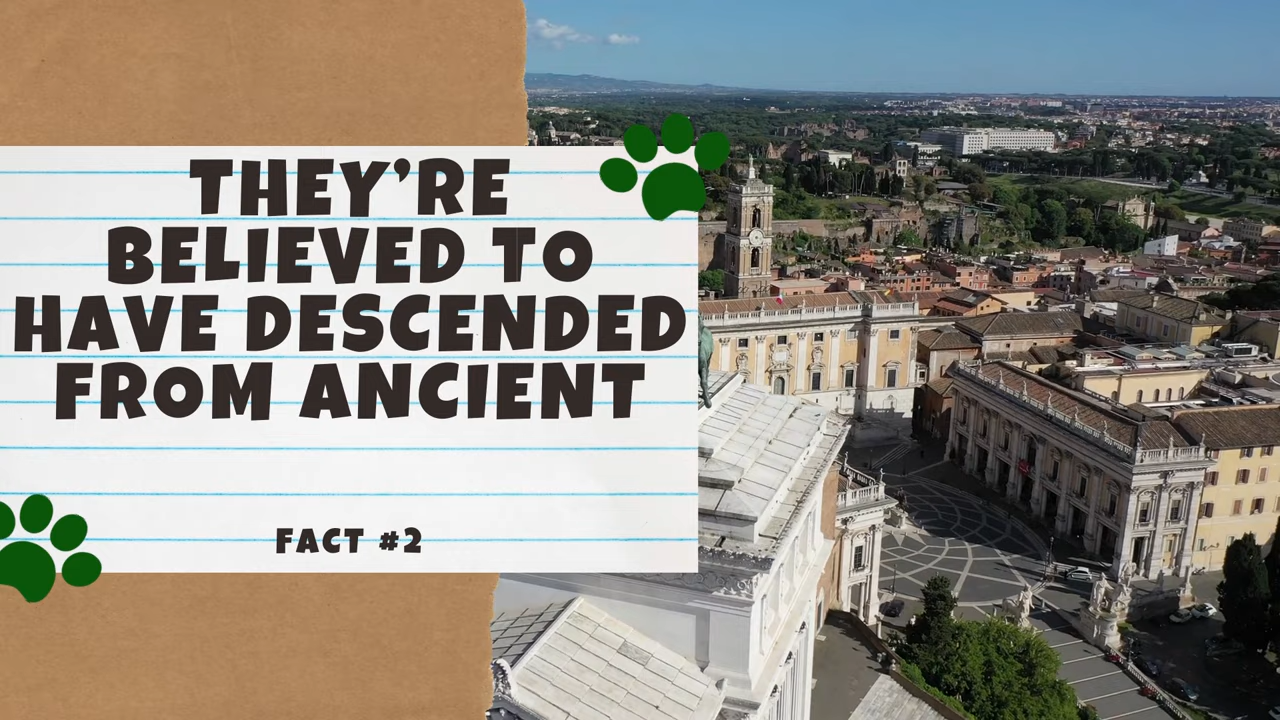 THEY'RE
BELIEVED TO
HAVE DESCENDED
FROM ANCIENT
FACT #2